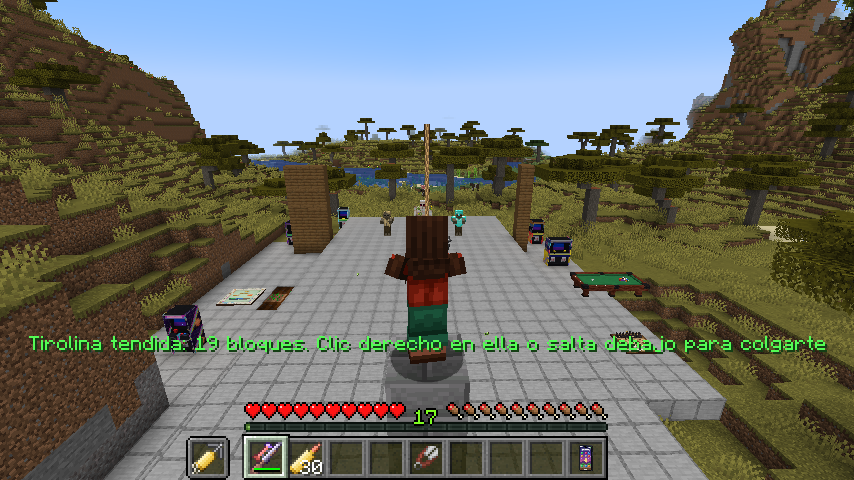 Tirolina tendida: 19 bloques. Clic derecho en ella o salta debajo para colgarte
17
30